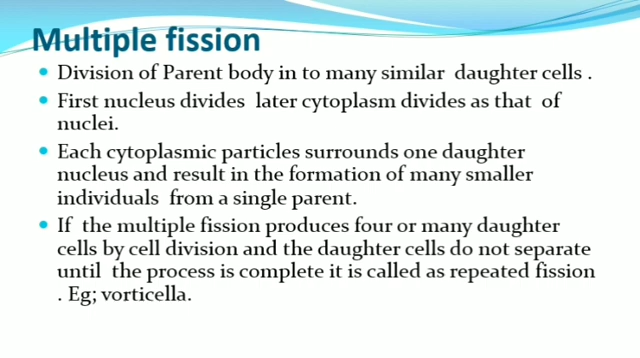 Multiple fission
Division of Parent body in to many similar daughter cells .
First nucleus divides later cytoplasm divides as that of
nuclei.
Each cytoplasmic particles surrounds one daughter
nucleus and result in the formation of many smaller
individuals from a single parent.
If the multiple fission produces four or many daughter
cells by cell division and the daughter cells do not separate
until the process is complete it is called as repeated fission
. Eg; vorticella.